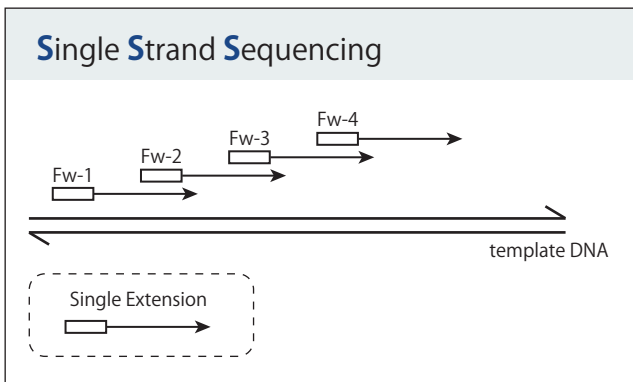 Single Strand Sequencing
Fw-4
Fw-3
Fw-2
Fw-1
template DNA
Single Extension